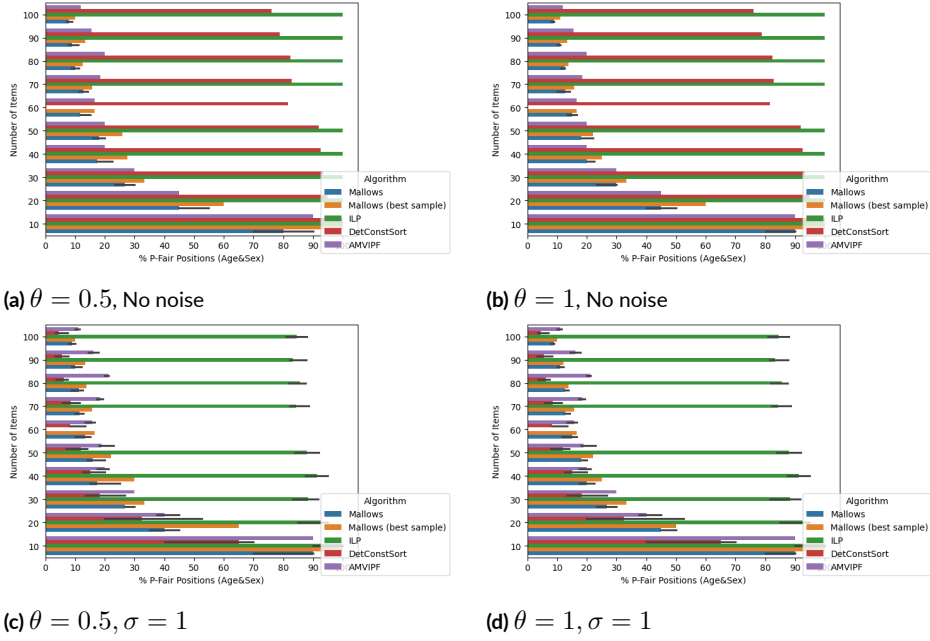 100
90
80
70
60
50
40
30
20
10
Number of Items
Algorithm
Mallows
Mallows (best sample)
ILP
DetConstSort
AMVIPF
0 10 20 30 40 50 60 70 80 90
% P-Fair Positions (Age&Sex)
(a) θ = 0.5, No noise
100
90
80
70
60
50
40
30
20
10
Number of Items
Algorithm
Mallows
Mallows (best sample)
ILP
DetConstSort
AMVIPF
0 10 20 30 40 50 60 70 80 90
% P-Fair Positions (Age&Sex)
(b) θ = 1, No noise
100
90
80
70
60
50
40
30
20
10
Number of Items
Algorithm
Mallows
Mallows (best sample)
ILP
DetConstSort
AMVIPF
0 10 20 30 40 50 60 70 80 90
% P-Fair Positions (Age&Sex)
(c) θ = 0.5, σ = 1
100
90
80
70
60
50
40
30
20
10
Number of Items
Algorithm
Mallows
Mallows (best sample)
ILP
DetConstSort
AMVIPF
0 10 20 30 40 50 60 70 80 90
% P-Fair Positions (Age&Sex)
(d) θ = 1, σ = 1